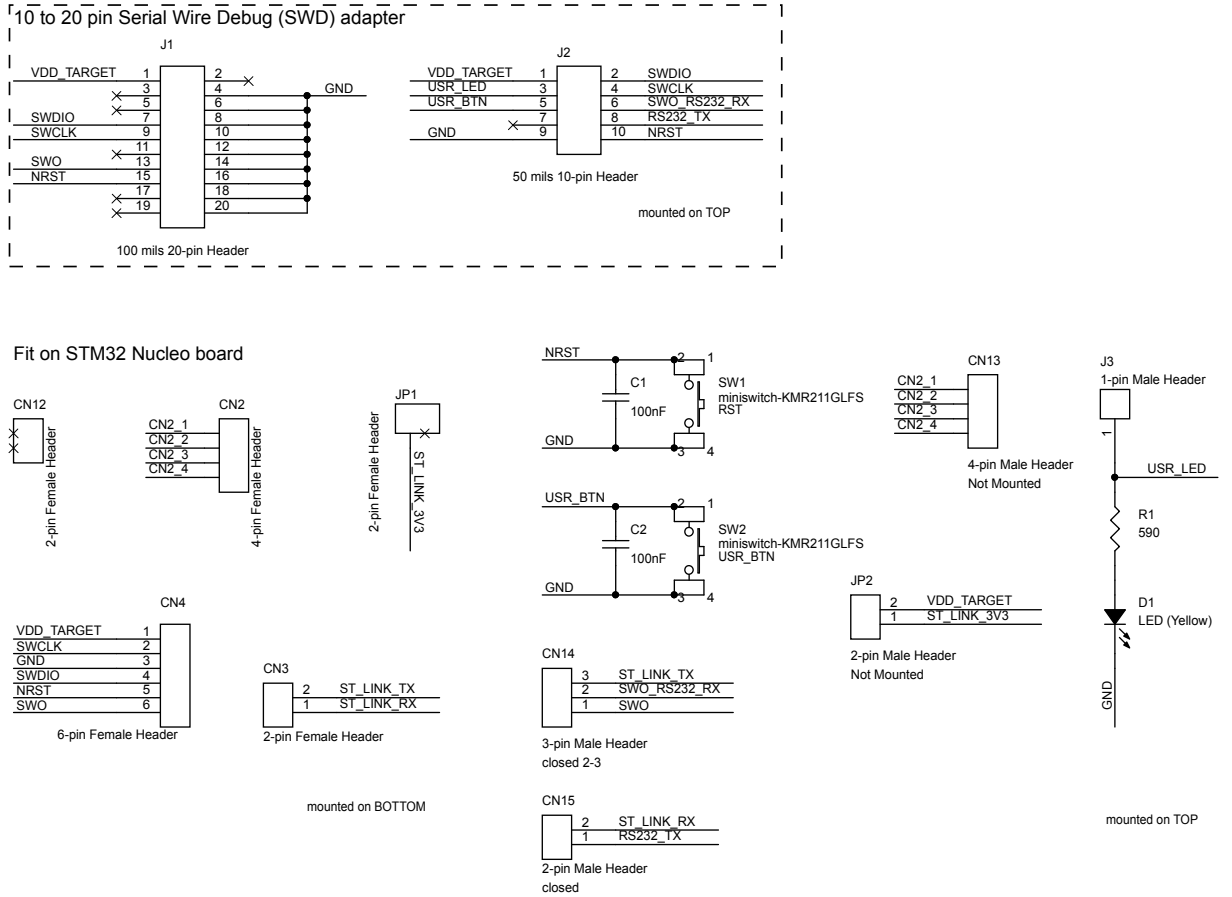 10 to 20 pin Serial Wire Debug (SWD) adapter
J1
VDD_TARGET 1 2
3 4 GND
5 6
SWDIO 7 8
SWCLK 9 10
11 12
SWO 13 14
NRST 15 16
17 18
19 20
100 mils 20-pin Header
J2
VDD_TARGET 1 2 SWDIO
USR_LED 3 4 SWCLK
USR_BTN 5 6 SWO_RS232_RX
7 8 RS232_TX
GND 9 10 NRST
50 mils 10-pin Header
mounted on TOP
Fit on STM32 Nucleo board
CN12
2-pin Female Header
CN2
CN2_1
CN2_2
CN2_3
CN2_4
4-pin Female Header
JP1
2-pin Female Header
ST_LINK_3V3
NRST 2 1
C1
100nF
SW1
miniswitch-KMR211GLFS
RST
GND 3 4
USR_BTN 2 1
C2
100nF
SW2
miniswitch-KMR211GLFS
USR_BTN
GND 3 4
CN13
CN2_1
CN2_2
CN2_3
CN2_4
4-pin Male Header
Not Mounted
J3
1-pin Male Header
1
USR_LED
R1
590
D1
LED (Yellow)
GND
JP2
2 VDD_TARGET
1 ST_LINK_3V3
2-pin Male Header
Not Mounted
CN4
VDD_TARGET 1
SWCLK 2
GND 3
SWDIO 4
NRST 5
SWO 6
6-pin Female Header
CN3
2 ST_LINK_TX
1 ST_LINK_RX
2-pin Female Header
mounted on BOTTOM
CN14
3 ST_LINK_TX
2 SWO_RS232_RX
1 SWO
3-pin Male Header
closed 2-3
CN15
2 ST_LINK_RX
1 RS232_TX
2-pin Male Header
closed
mounted on TOP